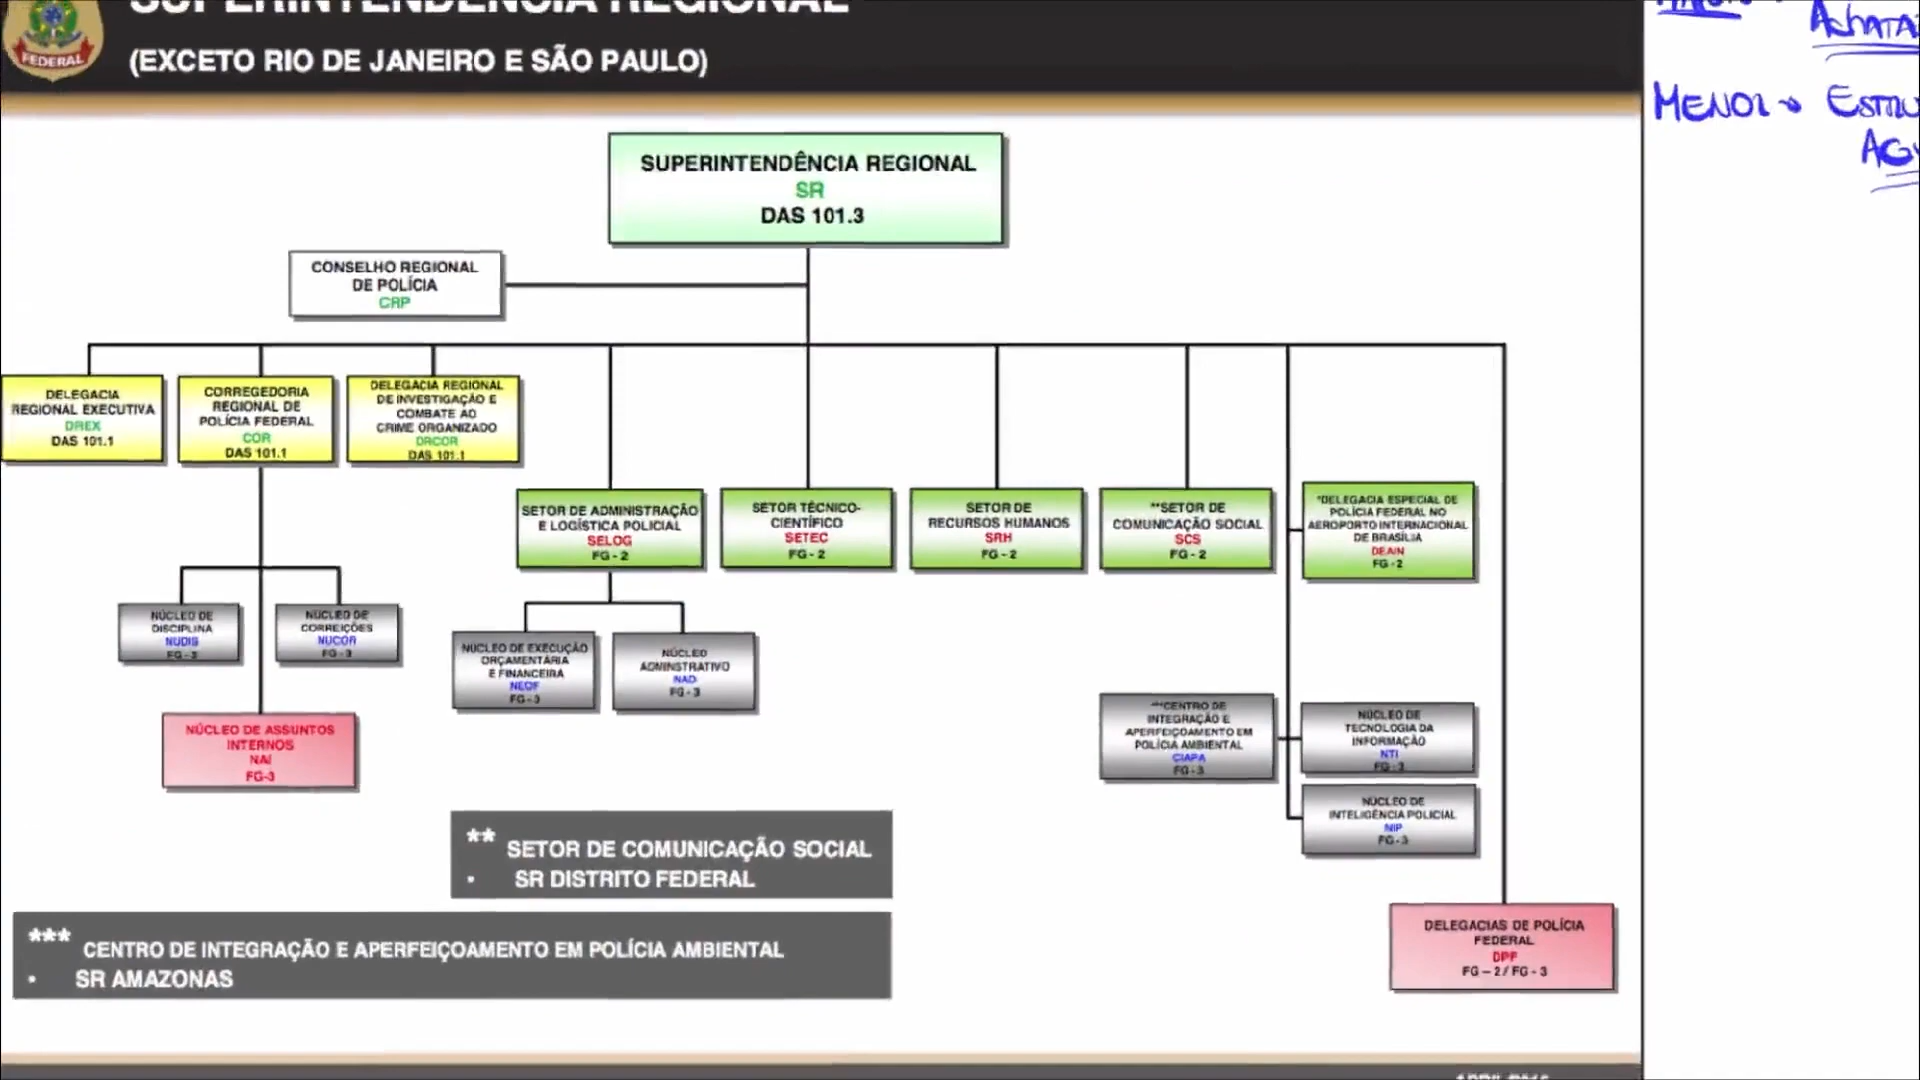 SUPERINTENDÊNCIA REGIONAL
(EXCETO RIO DE JANEIRO E SÃO PAULO)
FEDERAL
MENOR →
SUPERINTENDÊNCIA REGIONAL
SR
DAS 101.3
CONSELHO REGIONAL
DE POLÍCIA
CRP
DELEGACIA
REGIONAL EXECUTIVA
DREX
DAS 101.1
CORREGEDORIA
REGIONAL DE
POLÍCIA FEDERAL
COR
DAS 101.1
DELEGACIA REGIONAL
DE INVESTIGAÇÃO E
COMBATE AO
CRIME ORGANIZADO
DRCOR
DAS 101.1
SETOR DE ADMINISTRAÇÃO
E LOGÍSTICA POLICIAL
SELOG
FG - 2
SETOR TÉCNICO-
CIENTÍFICO
SETEC
FG - 2
SETOR DE
RECURSOS HUMANOS
SRH
FG - 2
**SETOR DE
COMUNICAÇÃO SOCIAL
SCS
FG - 2
*DELEGACIA ESPECIAL DE
POLÍCIA FEDERAL NO
AEROPORTO INTERNACIONAL
DE BRASÍLIA
DEAIN
FG - 2
NÚCLEO DE
DISCIPLINA
NUDIS
FG - 3
NÚCLEO DE
CORREIÇÕES
NUCOR
FG - 3
NÚCLEO DE EXECUÇÃO
ORÇAMENTÁRIA
E FINANCEIRA
NEOF
FG - 3
NÚCLEO
ADMINSTRATIVO
NAD
FG - 3
NÚCLEO DE ASSUNTOS
INTERNOS
NAI
FG-3
***CENTRO DE
INTEGRAÇÃO E
APERFEIÇOAMENTO EM
POLÍCIA AMBIENTAL
CIAPA
FG - 3
NÚCLEO DE
TECNOLOGIA DA
INFORMAÇÃO
NTI
FG - 3
NÚCLEO DE
INTELIGÊNCIA POLICIAL
NIP
FG - 3
DELEGACIAS DE POLÍCIA
FEDERAL
DPF
FG – 2 / FG - 3
** SETOR DE COMUNICAÇÃO SOCIAL
• SR DISTRITO FEDERAL
*** CENTRO DE INTEGRAÇÃO E APERFEIÇOAMENTO EM POLÍCIA AMBIENTAL
• SR AMAZONAS